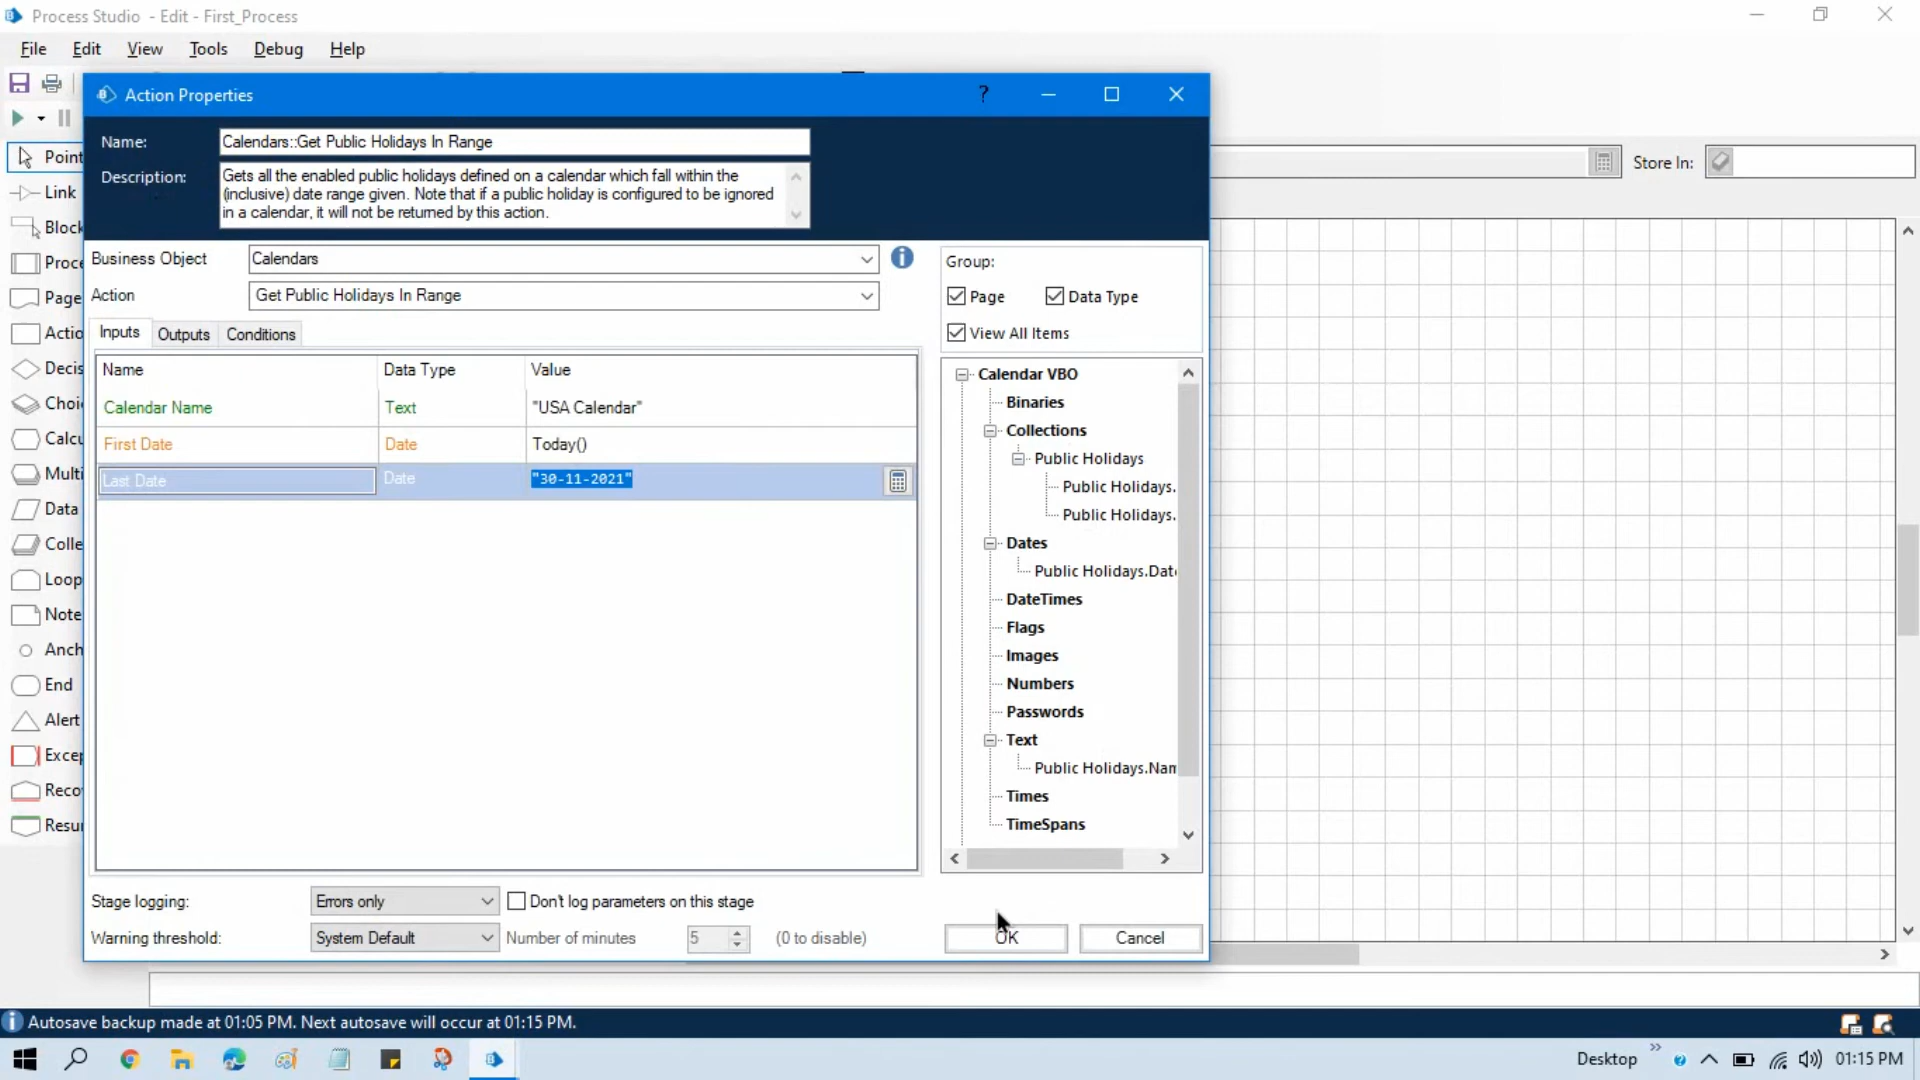 Process Studio - Edit - First_Process
File Edit View Tools Debug Help
Action Properties ?
Name: Calendars::Get Public Holidays In Range
Description: Gets all the enabled public holidays defined on a calendar which fall within the
(inclusive) date range given. Note that if a public holiday is configured to be ignored
in a calendar, it will not be returned by this action.
Store In:
Business Object Calendars
Action Get Public Holidays In Range
Group:
Page Data Type
View All Items
Inputs Outputs Conditions
Name Data Type Value
Calendar Name Text "USA Calendar"
First Date Date Today()
Last Date Date "30-11-2021"
Calendar VBO
Binaries
Collections
Public Holidays
Public Holidays.
Public Holidays.
Dates
Public Holidays.Date
DateTimes
Flags
Images
Numbers
Passwords
Text
Public Holidays.Nam
Times
TimeSpans
Point
Link
Block
Proce
Page
Actio
Decis
Choic
Calcu
Multi
Data
Colle
Loop
Note
Anch
End
Alert
Excep
Reco
Resur
Stage logging: Errors only Don't log parameters on this stage
Warning threshold: System Default Number of minutes 5 (0 to disable)
OK Cancel
Autosave backup made at 01:05 PM. Next autosave will occur at 01:15 PM.
Desktop 01:15 PM